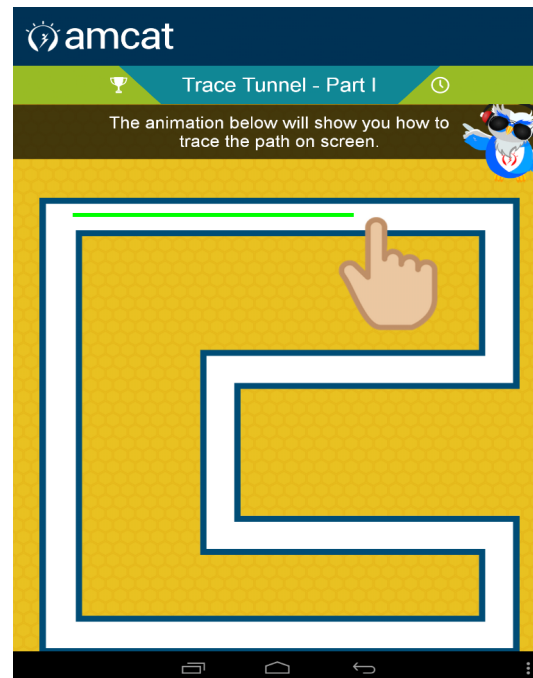 amcat
Trace Tunnel - Part I
The animation below will show you how to
trace the path on screen.